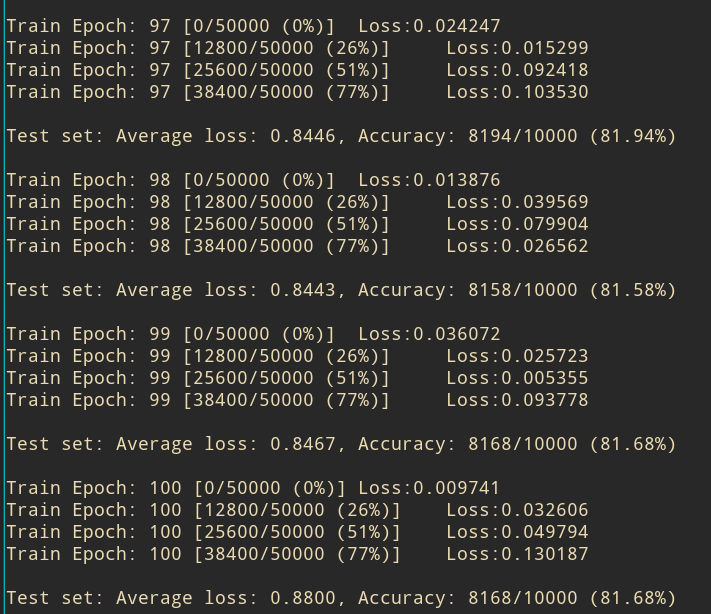 Train Epoch: 97 [0/50000 (0%)]  Loss:0.024247
Train Epoch: 97 [12800/50000 (26%)]     Loss:0.015299
Train Epoch: 97 [25600/50000 (51%)]     Loss:0.092418
Train Epoch: 97 [38400/50000 (77%)]     Loss:0.103530
Test set: Average loss: 0.8446, Accuracy: 8194/10000 (81.94%)
Train Epoch: 98 [0/50000 (0%)]  Loss:0.013876
Train Epoch: 98 [12800/50000 (26%)]     Loss:0.039569
Train Epoch: 98 [25600/50000 (51%)]     Loss:0.079904
Train Epoch: 98 [38400/50000 (77%)]     Loss:0.026562
Test set: Average loss: 0.8443, Accuracy: 8158/10000 (81.58%)
Train Epoch: 99 [0/50000 (0%)]  Loss:0.036072
Train Epoch: 99 [12800/50000 (26%)]     Loss:0.025723
Train Epoch: 99 [25600/50000 (51%)]     Loss:0.005355
Train Epoch: 99 [38400/50000 (77%)]     Loss:0.093778
Test set: Average loss: 0.8467, Accuracy: 8168/10000 (81.68%)
Train Epoch: 100 [0/50000 (0%)] Loss:0.009741
Train Epoch: 100 [12800/50000 (26%)]    Loss:0.032606
Train Epoch: 100 [25600/50000 (51%)]    Loss:0.049794
Train Epoch: 100 [38400/50000 (77%)]    Loss:0.130187
Test set: Average loss: 0.8800, Accuracy: 8168/10000 (81.68%)